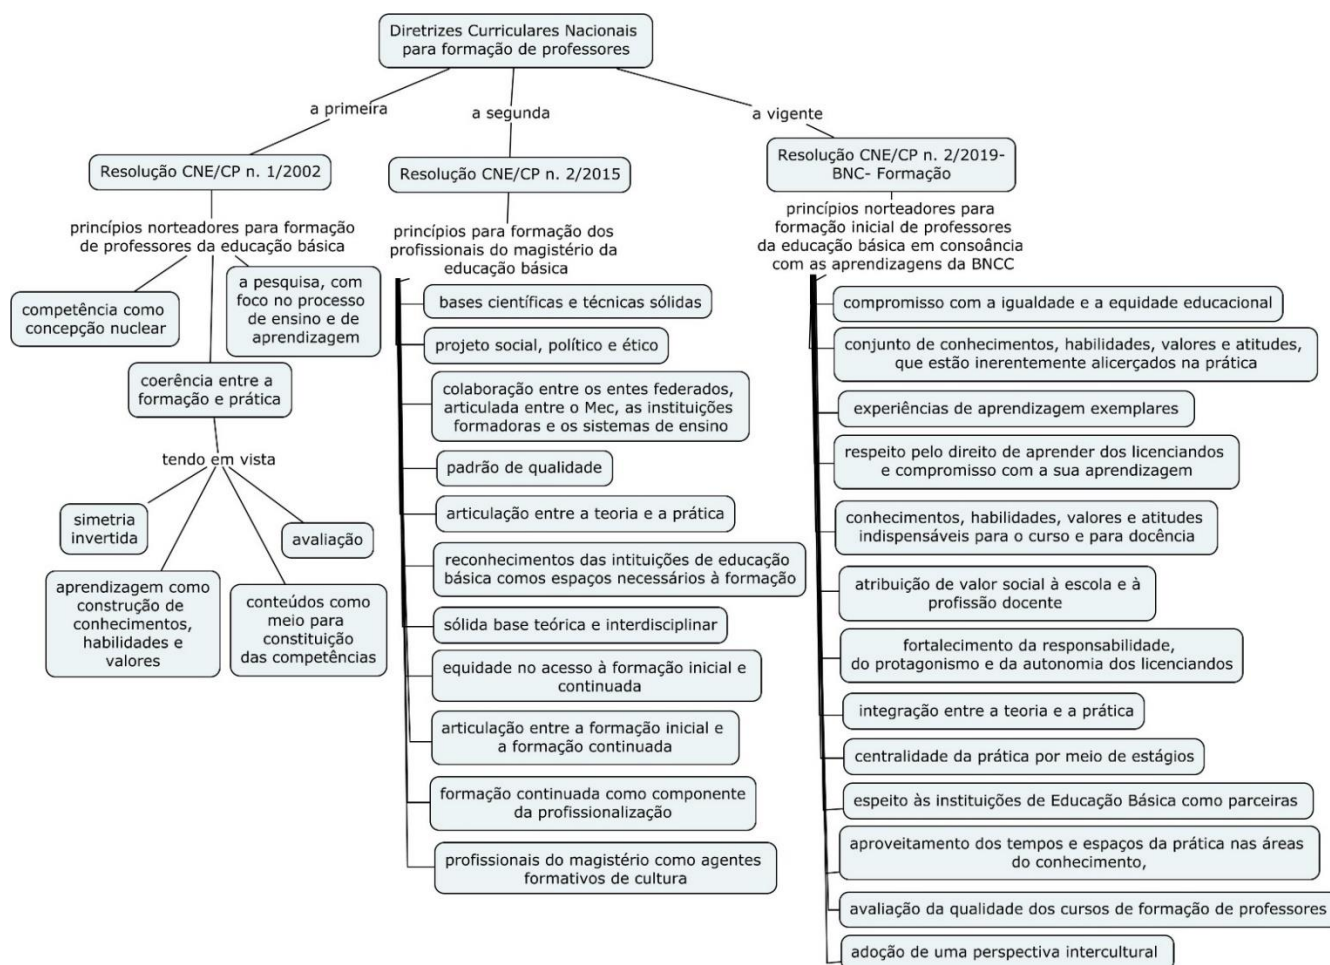 Diretrizes Curriculares Nacionais
para formação de professores
a primeira
a segunda
a vigente
Resolução CNE/CP n. 1/2002
princípios norteadores para formação
de professores da educação básica
competência como
concepção nuclear
a pesquisa, com
foco no processo
de ensino e de
aprendizagem
coerência entre a
formação e prática
tendo em vista
simetria
invertida
avaliação
aprendizagem como
construção de
conhecimentos,
habilidades e
valores
conteúdos como
meio para
constituição
das competências
Resolução CNE/CP n. 2/2015
princípios para formação dos
profissionais do magistério da
educação básica
bases científicas e técnicas sólidas
projeto social, político e ético
colaboração entre os entes federados,
articulada entre o Mec, as instituições
formadoras e os sistemas de ensino
padrão de qualidade
articulação entre a teoria e a prática
reconhecimentos das intituições de educação
básica comos espaços necessários à formação
sólida base teórica e interdisciplinar
equidade no acesso à formação inicial e
continuada
articulação entre a formação inicial e
a formação continuada
formação continuada como componente
da profissionalização
profissionais do magistério como agentes
formativos de cultura
Resolução CNE/CP n. 2/2019-
BNC- Formação
princípios norteadores para
formação inicial de professores
da educação básica em consoância
com as aprendizagens da BNCC
compromisso com a igualdade e a equidade educacional
conjunto de conhecimentos, habilidades, valores e atitudes,
que estão inerentemente alicerçados na prática
experiências de aprendizagem exemplares
respeito pelo direito de aprender dos licenciandos
e compromisso com a sua aprendizagem
conhecimentos, habilidades, valores e atitudes
indispensáveis para o curso e para docência
atribuição de valor social à escola e à
profissão docente
fortalecimento da responsabilidade,
do protagonismo e da autonomia dos licenciandos
integração entre a teoria e a prática
centralidade da prática por meio de estágios
espeito às instituições de Educação Básica como parceiras
aproveitamento dos tempos e espaços da prática nas áreas
do conhecimento,
avaliação da qualidade dos cursos de formação de professores
adoção de uma perspectiva intercultural